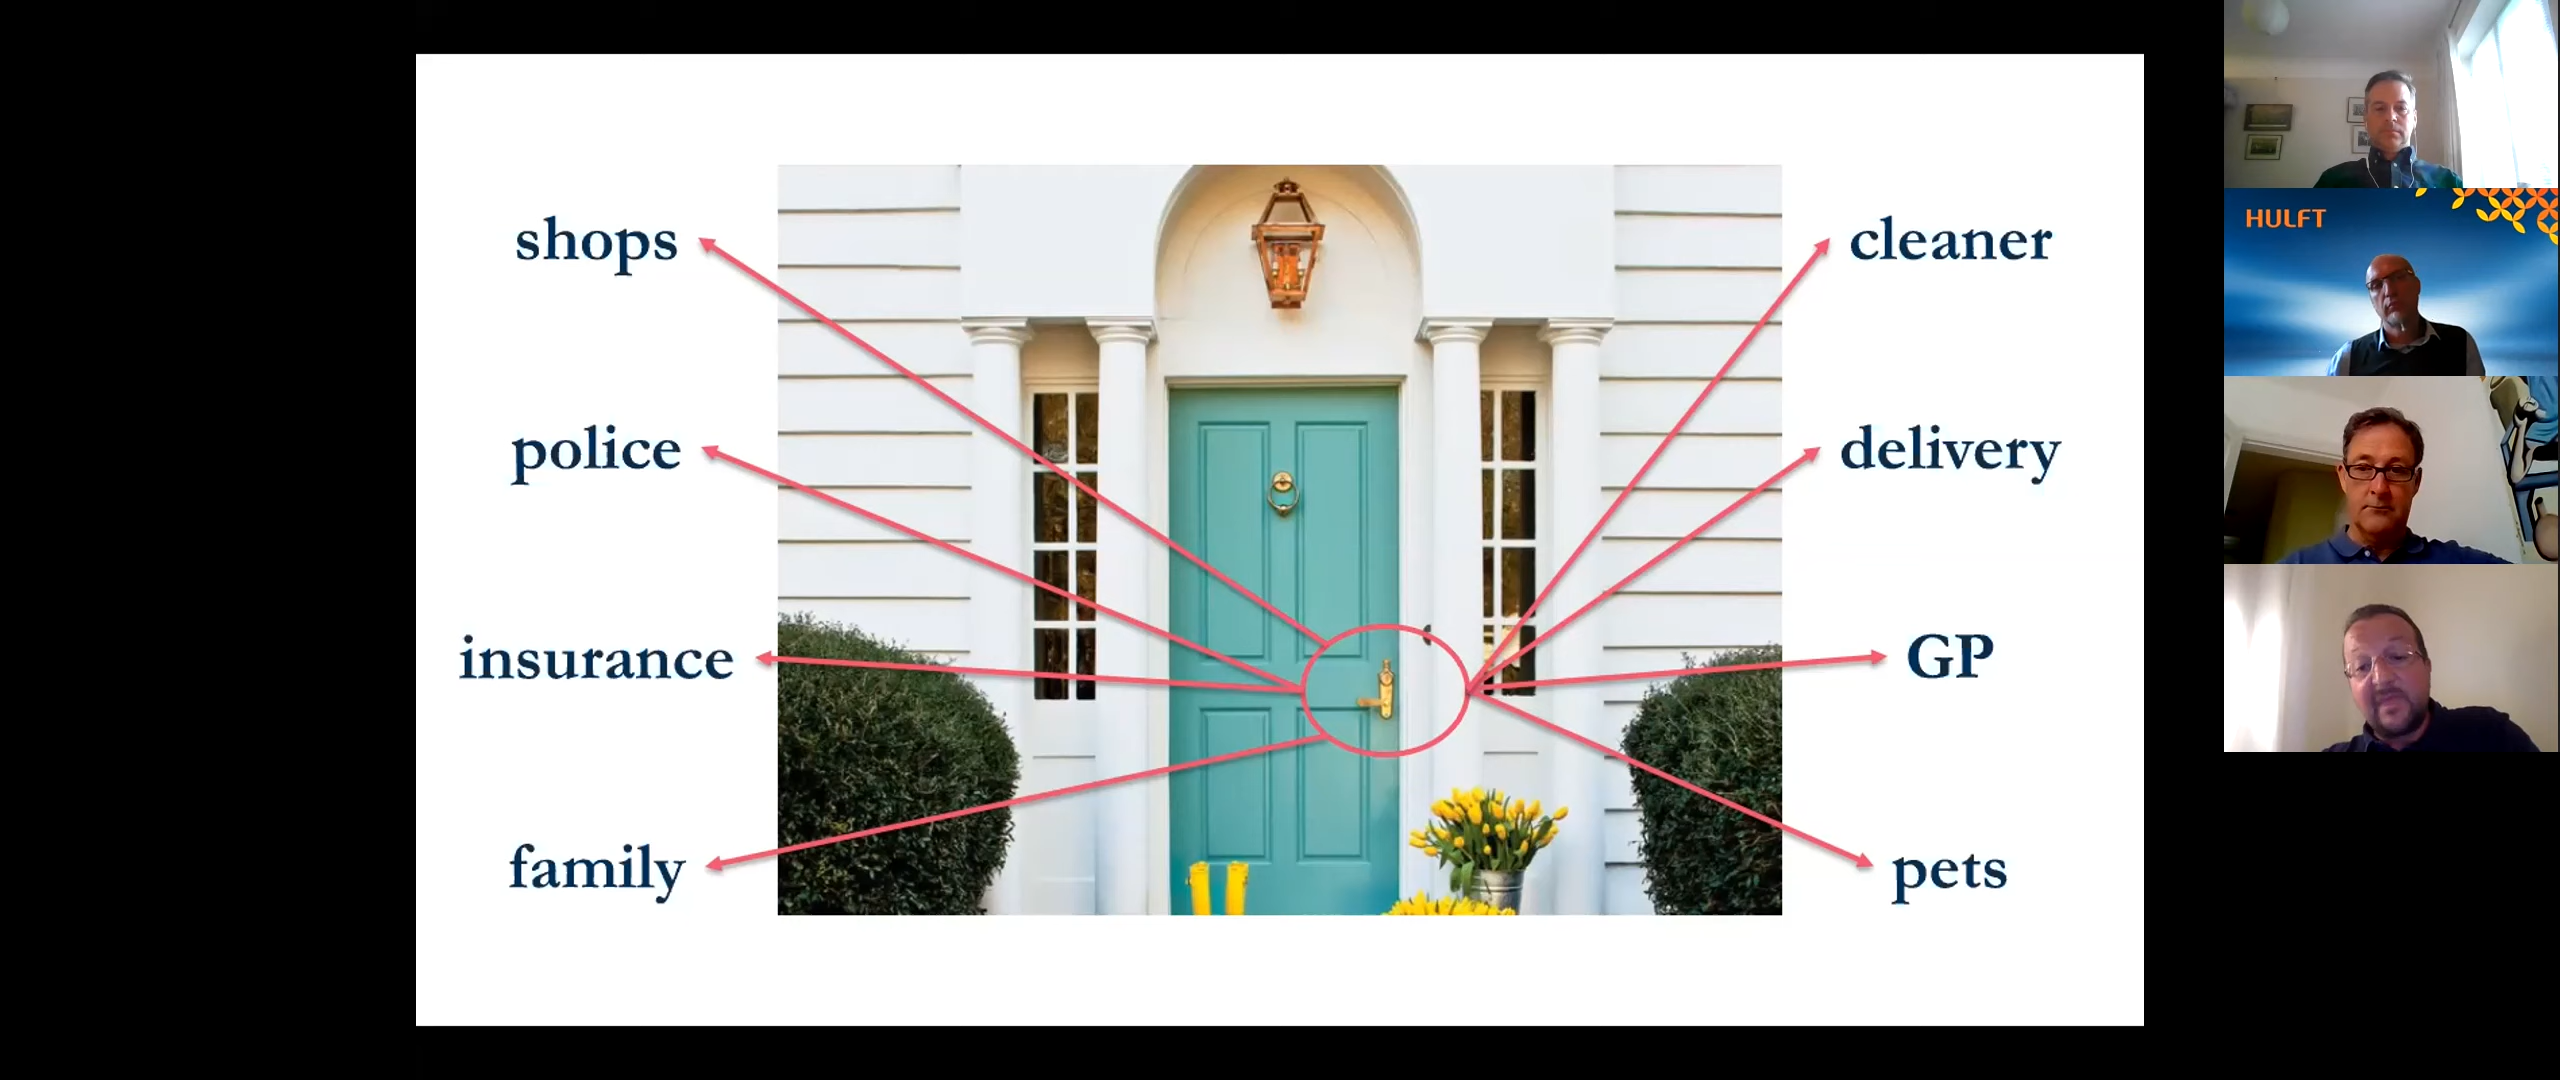 shops
police
insurance
family
cleaner
delivery
GP
pets
HULFT